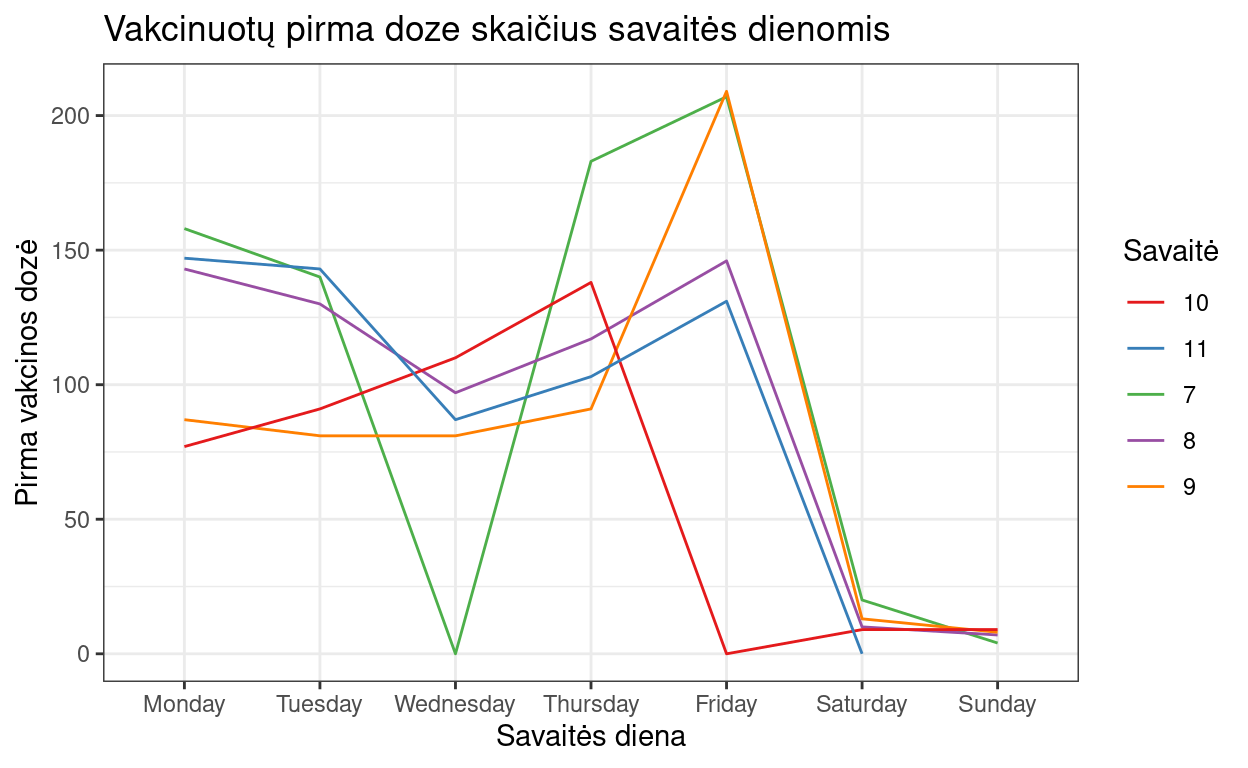 Vakcinuotų pirma doze skaičius savaitės dienomis
Pirma vakcinos dozė
200
150
100
50
0
Monday Tuesday Wednesday Thursday Friday Saturday Sunday
Savaitės diena
Savaitė
10
11
7
8
9